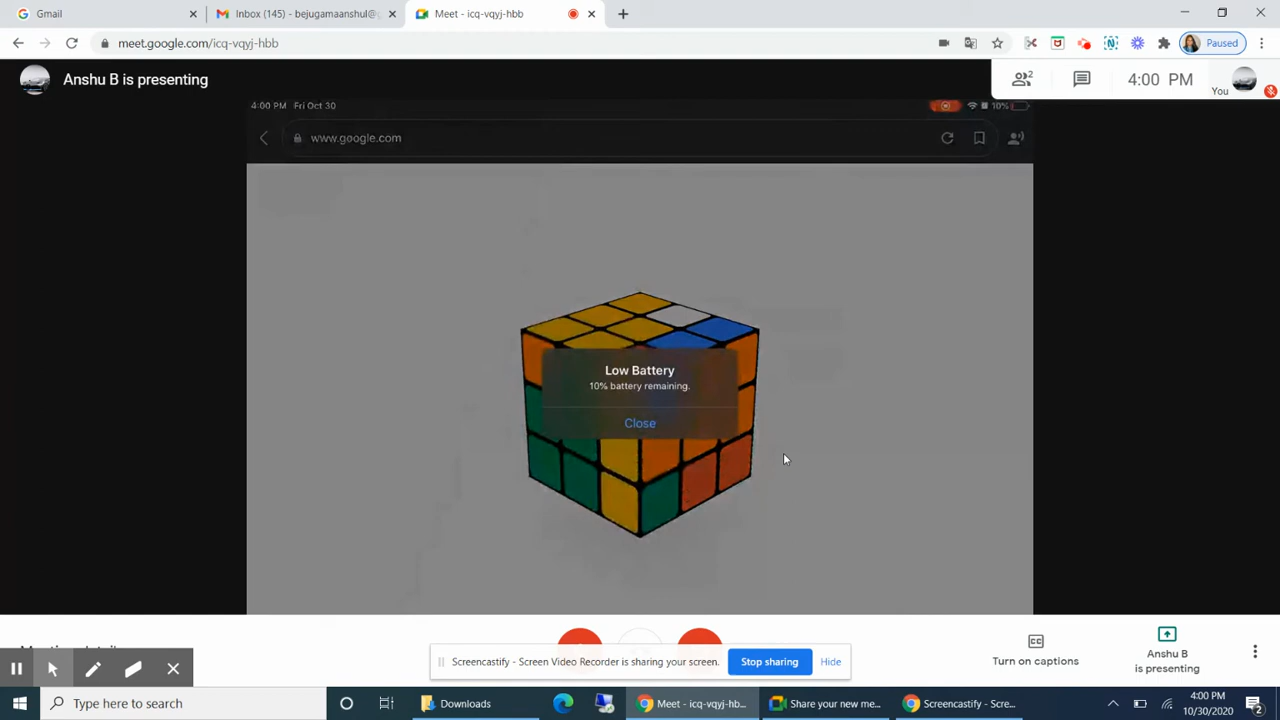 Gmail
Inbox (145) - bejugamaanshul@g
Meet - icq-vqyj-hbb
meet.google.com/icq-vqyj-hbb
Paused
Anshu B is presenting
2
4:00 PM
You
4:00 PM Fri Oct 30
10%
www.google.com
Low Battery
10% battery remaining.
Close
Screencastify - Screen Video Recorder is sharing your screen.
Stop sharing
Hide
CC
Turn on captions
Anshu B
is presenting
Type here to search
Downloads
Meet - icq-vqyj-hb...
Share your new me...
Screencastify - Scre...
4:00 PM
10/30/2020
2